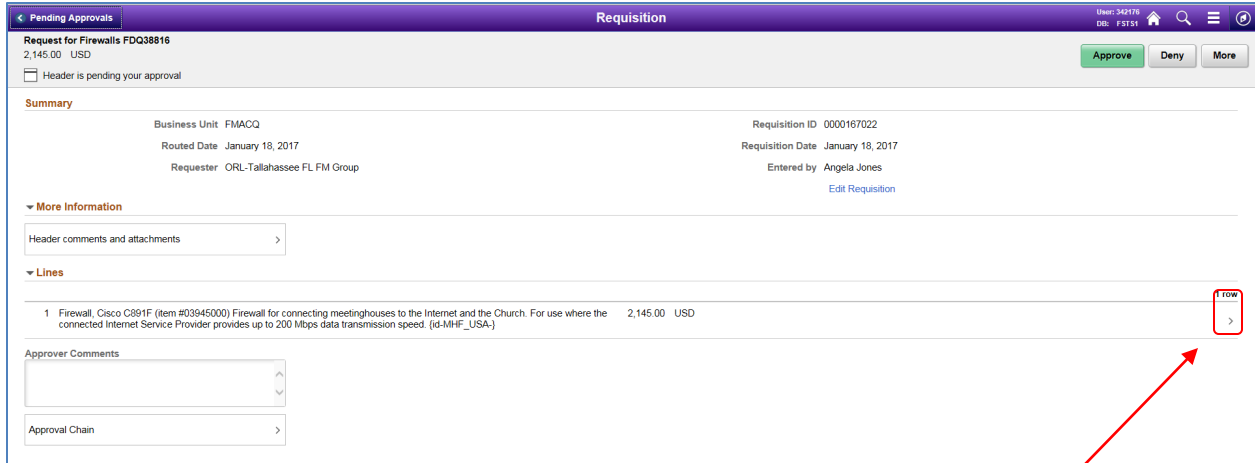 Pending Approvals
Requisition
User: 342176
DB: FSTS1
Request for Firewalls FDQ38816
2,145.00 USD
Header is pending your approval
Approve
Deny
More
Summary
Business Unit FMACQ
Requisition ID 0000167022
Routed Date January 18, 2017
Requisition Date January 18, 2017
Requester ORL-Tallahassee FL FM Group
Entered by Angela Jones
Edit Requisition
More Information
Header comments and attachments
Lines
1 row
1 Firewall, Cisco C891F (item #03945000) Firewall for connecting meetinghouses to the Internet and the Church. For use where the 2,145.00 USD
connected Internet Service Provider provides up to 200 Mbps data transmission speed. {id-MHF_USA-}
Approver Comments
Approval Chain